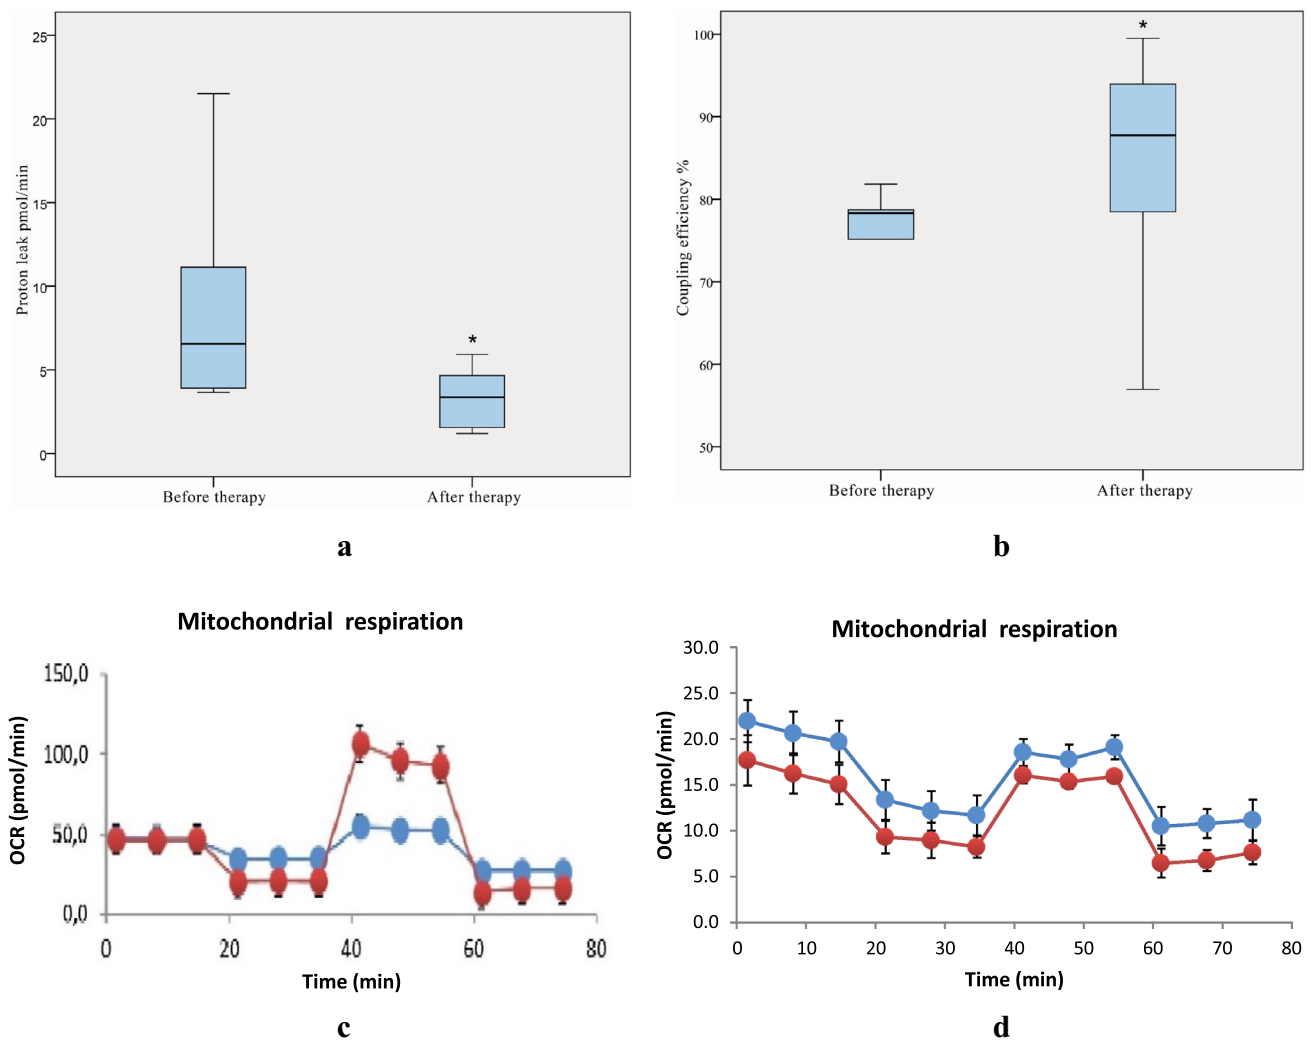 25
20
15
10
5
0
Proton leak pmol/min
*
Before therapy
After therapy
a
100
90
80
70
60
50
Coupling efficiency %
*
Before therapy
After therapy
b
Mitochondrial respiration
150,0
100,0
50,0
0,0
OCR (pmol/min)
0 20 40 60 80
Time (min)
c
Mitochondrial respiration
30.0
25.0
20.0
15.0
10.0
5.0
0.0
OCR (pmol/min)
0 10 20 30 40 50 60 70 80
Time (min)
d